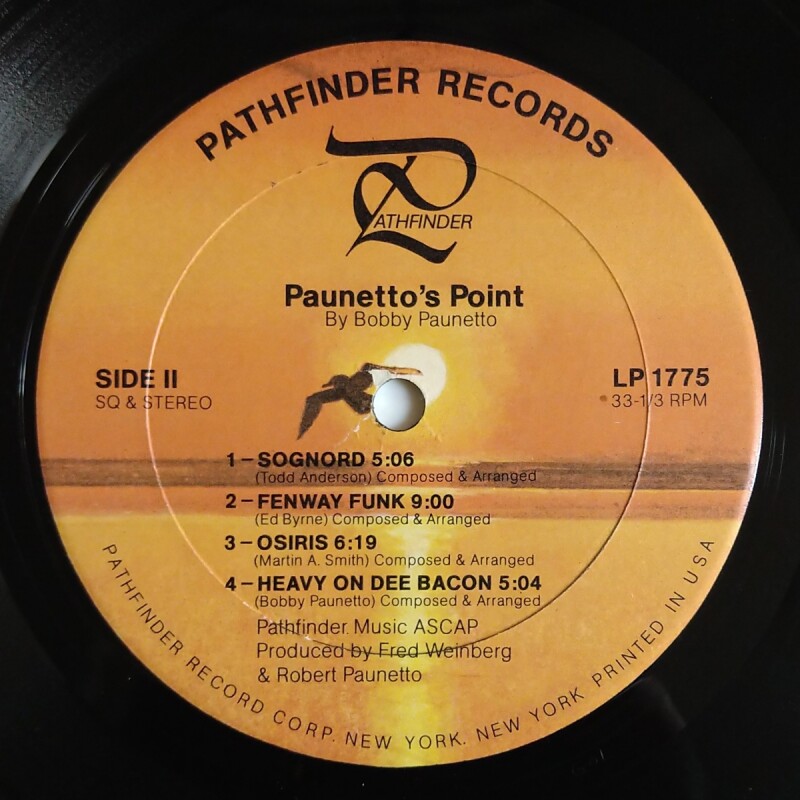 PATHFINDER RECORDS
PATHFINDER
Paunetto's Point
By Bobby Paunetto
SIDE II
SQ & STEREO
LP 1775
33-1/3 RPM
1 – SOGNORD 5:06
(Todd Anderson) Composed & Arranged
2 – FENWAY FUNK 9:00
(Ed Byrne) Composed & Arranged
3 – OSIRIS 6:19
(Martin A. Smith) Composed & Arranged
4 – HEAVY ON DEE BACON 5:04
(Bobby Paunetto) Composed & Arranged
Pathfinder Music ASCAP
Produced by Fred Weinberg
& Robert Paunetto
PATHFINDER RECORD CORP. NEW YORK. NEW YORK PRINTED IN USA